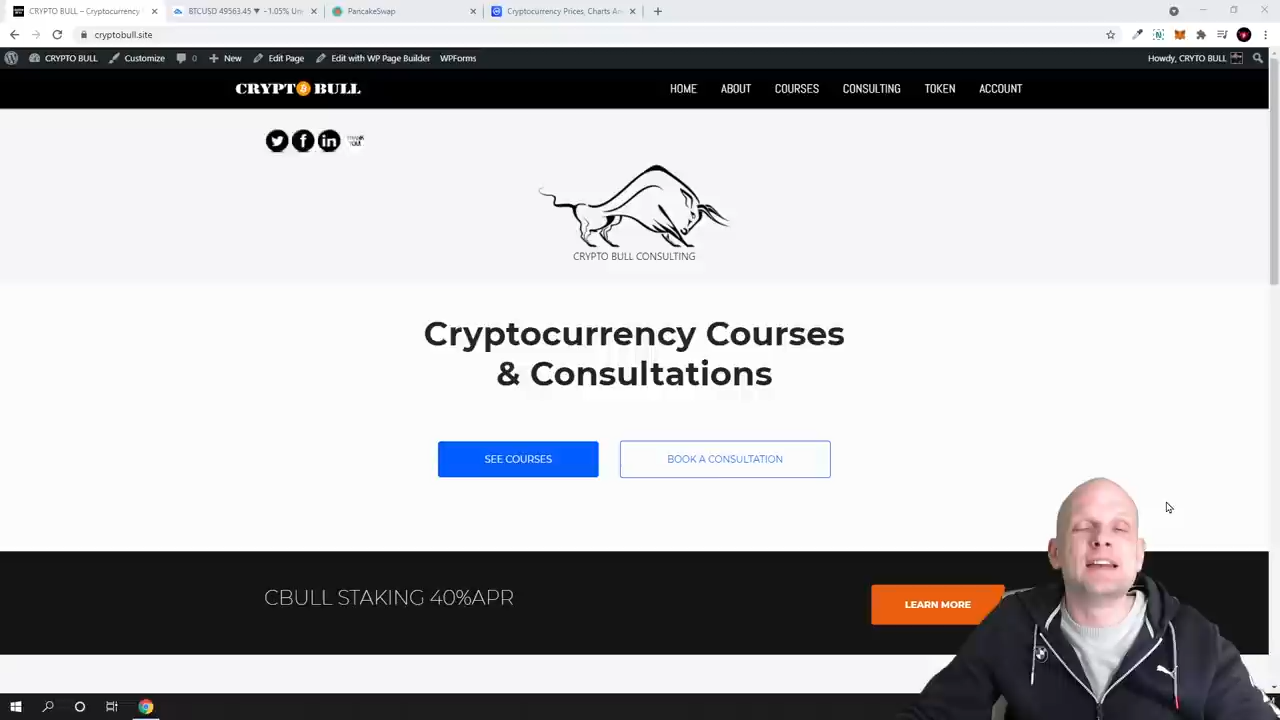 CRYPTO BULL – Cryptocurrency
BTCUSD 49563.45 ▼ -1.05% Un
PancakeSwap
Cryptocurrency Prices, Charts An
cryptobull.site
CRYPTO BULL
Customize
0
New
Edit Page
Edit with WP Page Builder
WPForms
Howdy, CRYTO BULL
CRYPTO BULL
HOME
ABOUT
COURSES
CONSULTING
TOKEN
ACCOUNT
THANK
YOU!
CRYPTO BULL CONSULTING
Cryptocurrency Courses
& Consultations
SEE COURSES
BOOK A CONSULTATION
CBULL STAKING 40%APR
LEARN MORE